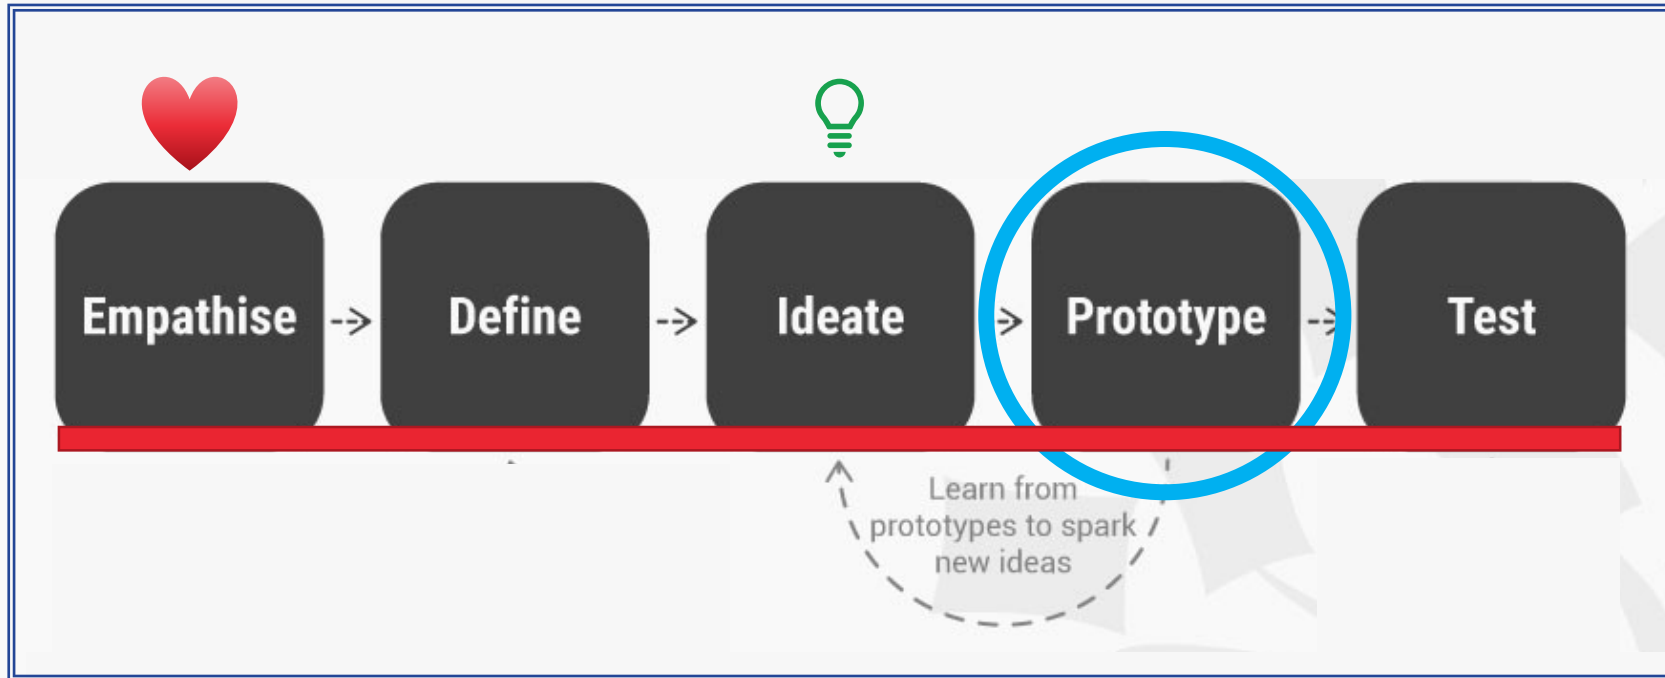 Empathise
Define
Ideate
Prototype
Test
Learn from
prototypes to spark
new ideas